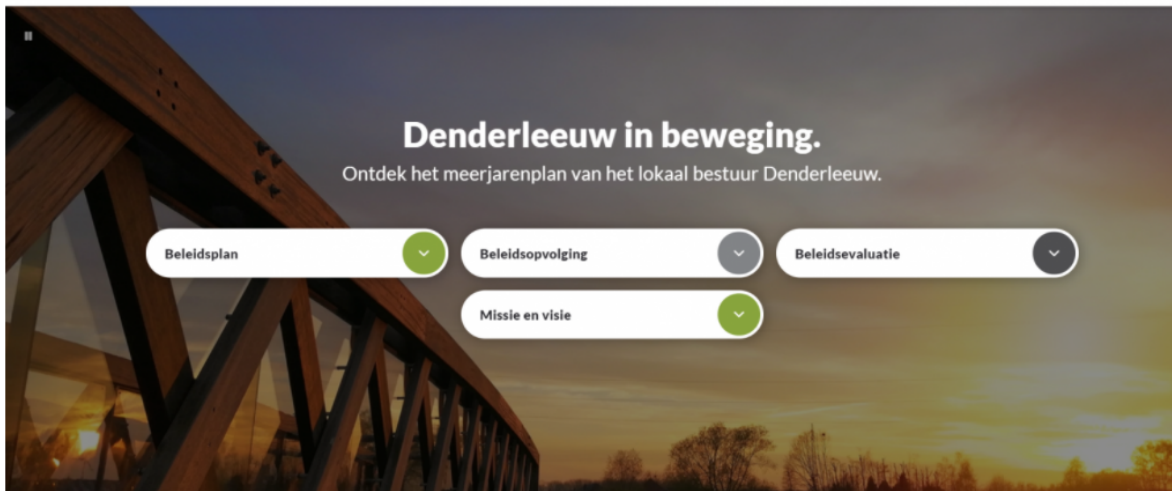 Denderleeuw in beweging.
Ontdek het meerjarenplan van het lokaal bestuur Denderleeuw.
Beleidsplan
Beleidsopvolging
Beleidsevaluatie
Missie en visie